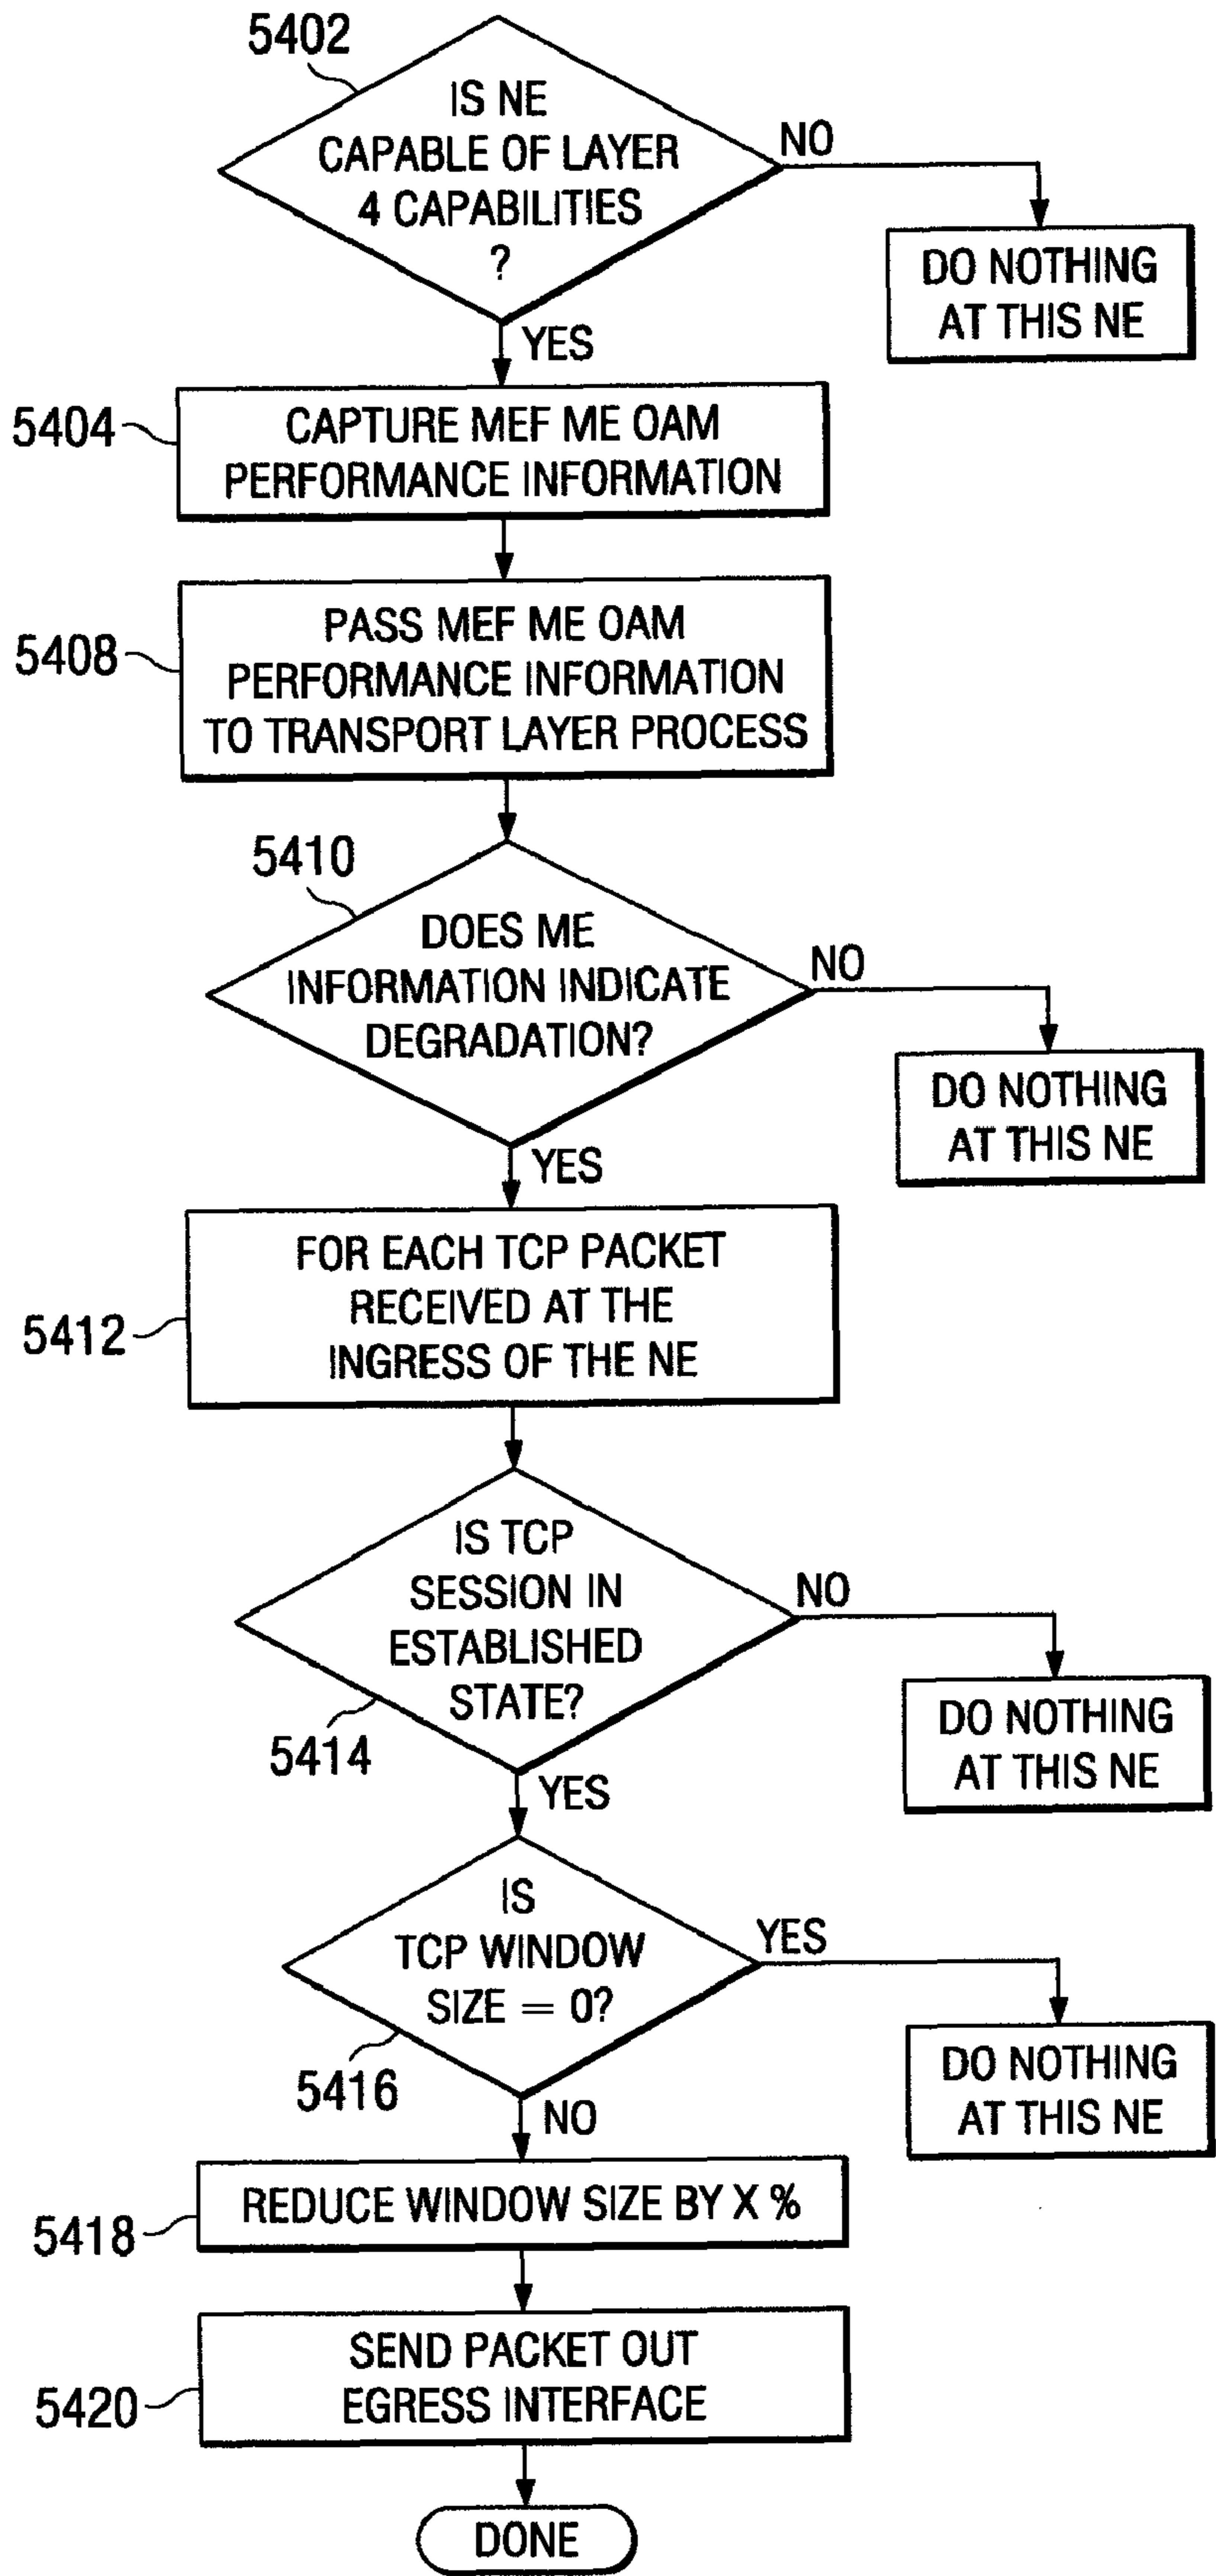 5402
IS NE
CAPABLE OF LAYER
4 CAPABILITIES
?
NO
DO NOTHING
AT THIS NE
YES
5404
CAPTURE MEF ME OAM
PERFORMANCE INFORMATION
5408
PASS MEF ME OAM
PERFORMANCE INFORMATION
TO TRANSPORT LAYER PROCESS
5410
DOES ME
INFORMATION INDICATE
DEGRADATION?
NO
DO NOTHING
AT THIS NE
YES
5412
FOR EACH TCP PACKET
RECEIVED AT THE
INGRESS OF THE NE
IS TCP
SESSION IN
ESTABLISHED
STATE?
5414
NO
DO NOTHING
AT THIS NE
YES
IS
TCP WINDOW
SIZE = 0?
5416
YES
DO NOTHING
AT THIS NE
NO
5418
REDUCE WINDOW SIZE BY X %
5420
SEND PACKET OUT
EGRESS INTERFACE
DONE